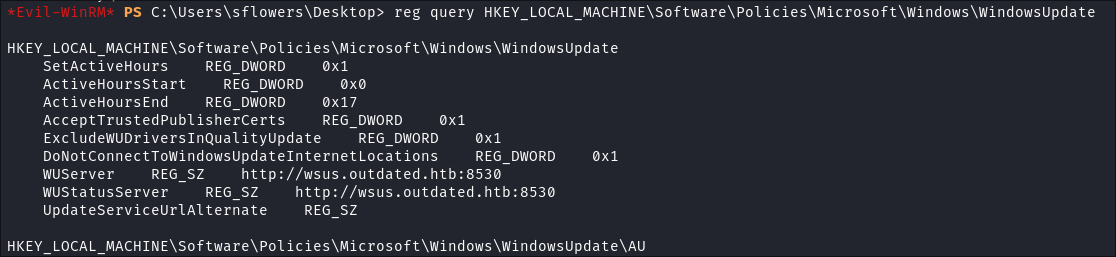 *Evil-WinRM* PS C:\Users\sflowers\Desktop> reg query HKEY_LOCAL_MACHINE\Software\Policies\Microsoft\Windows\WindowsUpdate
HKEY_LOCAL_MACHINE\Software\Policies\Microsoft\Windows\WindowsUpdate
    SetActiveHours    REG_DWORD    0x1
    ActiveHoursStart    REG_DWORD    0x0
    ActiveHoursEnd    REG_DWORD    0x17
    AcceptTrustedPublisherCerts    REG_DWORD    0x1
    ExcludeWUDriversInQualityUpdate    REG_DWORD    0x1
    DoNotConnectToWindowsUpdateInternetLocations    REG_DWORD    0x1
    WUServer    REG_SZ    http://wsus.outdated.htb:8530
    WUStatusServer    REG_SZ    http://wsus.outdated.htb:8530
    UpdateServiceUrlAlternate    REG_SZ
HKEY_LOCAL_MACHINE\Software\Policies\Microsoft\Windows\WindowsUpdate\AU